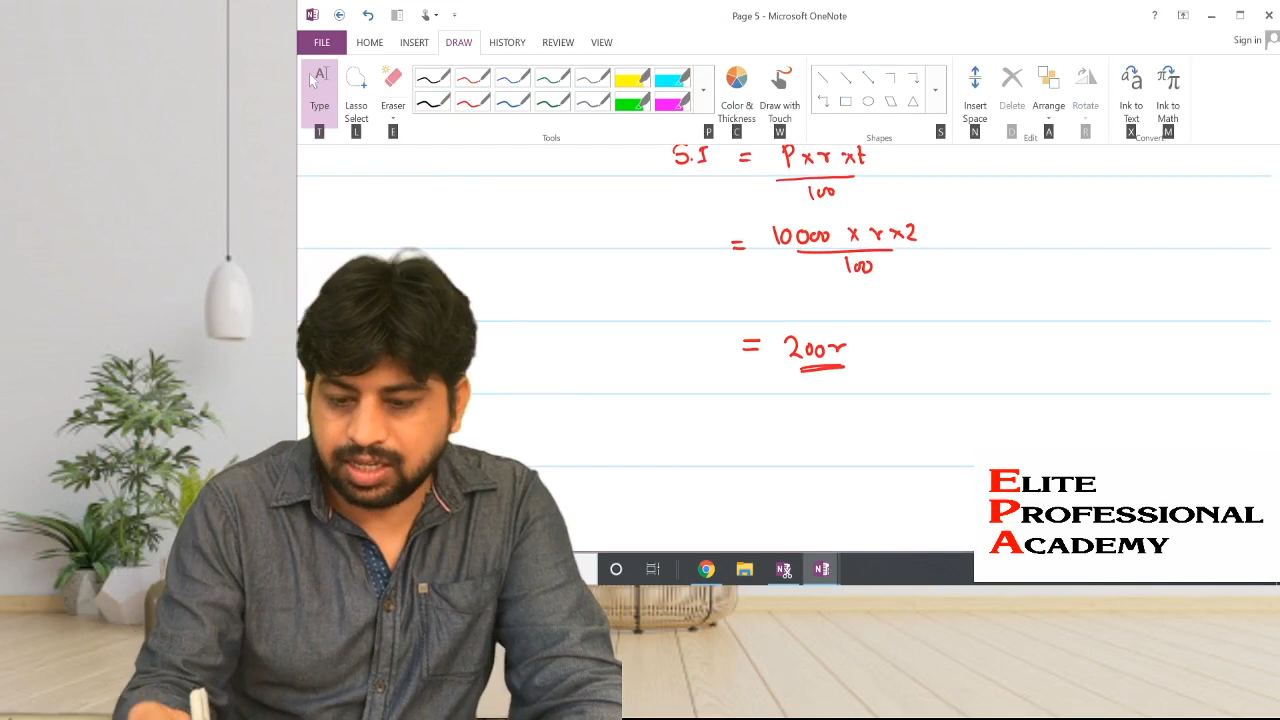 Page 5 - Microsoft OneNote
? Sign in
FILE HOME INSERT DRAW HISTORY REVIEW VIEW
Type Lasso Select Eraser Color & Thickness Draw with Touch Insert Space Delete Arrange Rotate Ink to Text Ink to Math
T L E P C W S N D A R X M
Tools Shapes Edit Convert
S.I = P × r × t
100
= 10000 × r × 2
100
= 200r
ELITE
PROFESSIONAL
ACADEMY